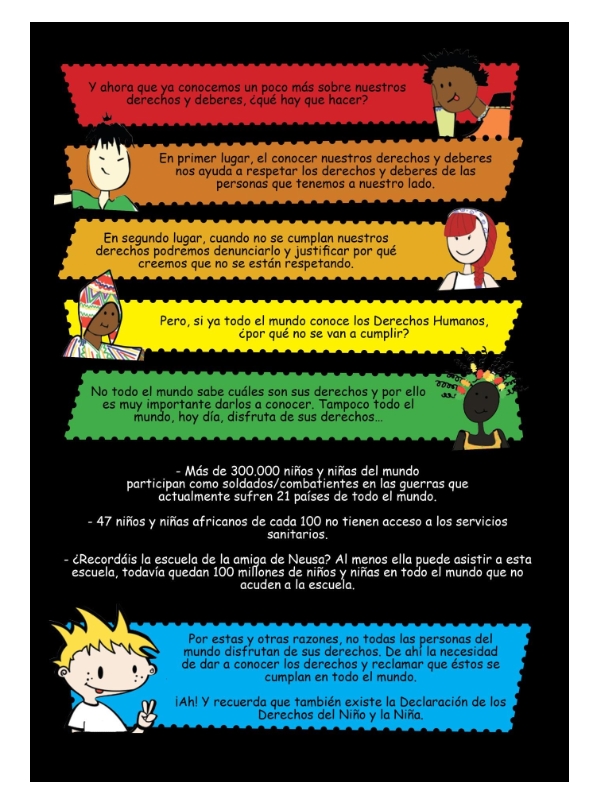 Y ahora que ya conocemos un poco más sobre nuestros
derechos y deberes, ¿qué hay que hacer?
En primer lugar, el conocer nuestros derechos y deberes
nos ayuda a respetar los derechos y deberes de las
personas que tenemos a nuestro lado.
En segundo lugar, cuando no se cumplan nuestros
derechos podremos denunciarlo y justificar por qué
creemos que no se están respetando.
Pero, si ya todo el mundo conoce los Derechos Humanos,
¿por qué no se van a cumplir?
No todo el mundo sabe cuáles son sus derechos y por ello
es muy importante darlos a conocer. Tampoco todo el
mundo, hoy día, disfruta de sus derechos...
- Más de 300.000 niños y niñas del mundo
participan como soldados/combatientes en las guerras que
actualmente sufren 21 países de todo el mundo.
- 47 niños y niñas africanos de cada 100 no tienen acceso a los servicios
sanitarios.
- ¿Recordáis la escuela de la amiga de Neusa? Al menos ella puede asistir a esta
escuela, todavía quedan 100 millones de niños y niñas en todo el mundo que no
acuden a la escuela.
Por estas y otras razones, no todas las personas del
mundo disfrutan de sus derechos. De ahí la necesidad
de dar a conocer los derechos y reclamar que éstos se
cumplan en todo el mundo.
¡Ah! Y recuerda que también existe la Declaración de los
Derechos del Niño y la Niña.